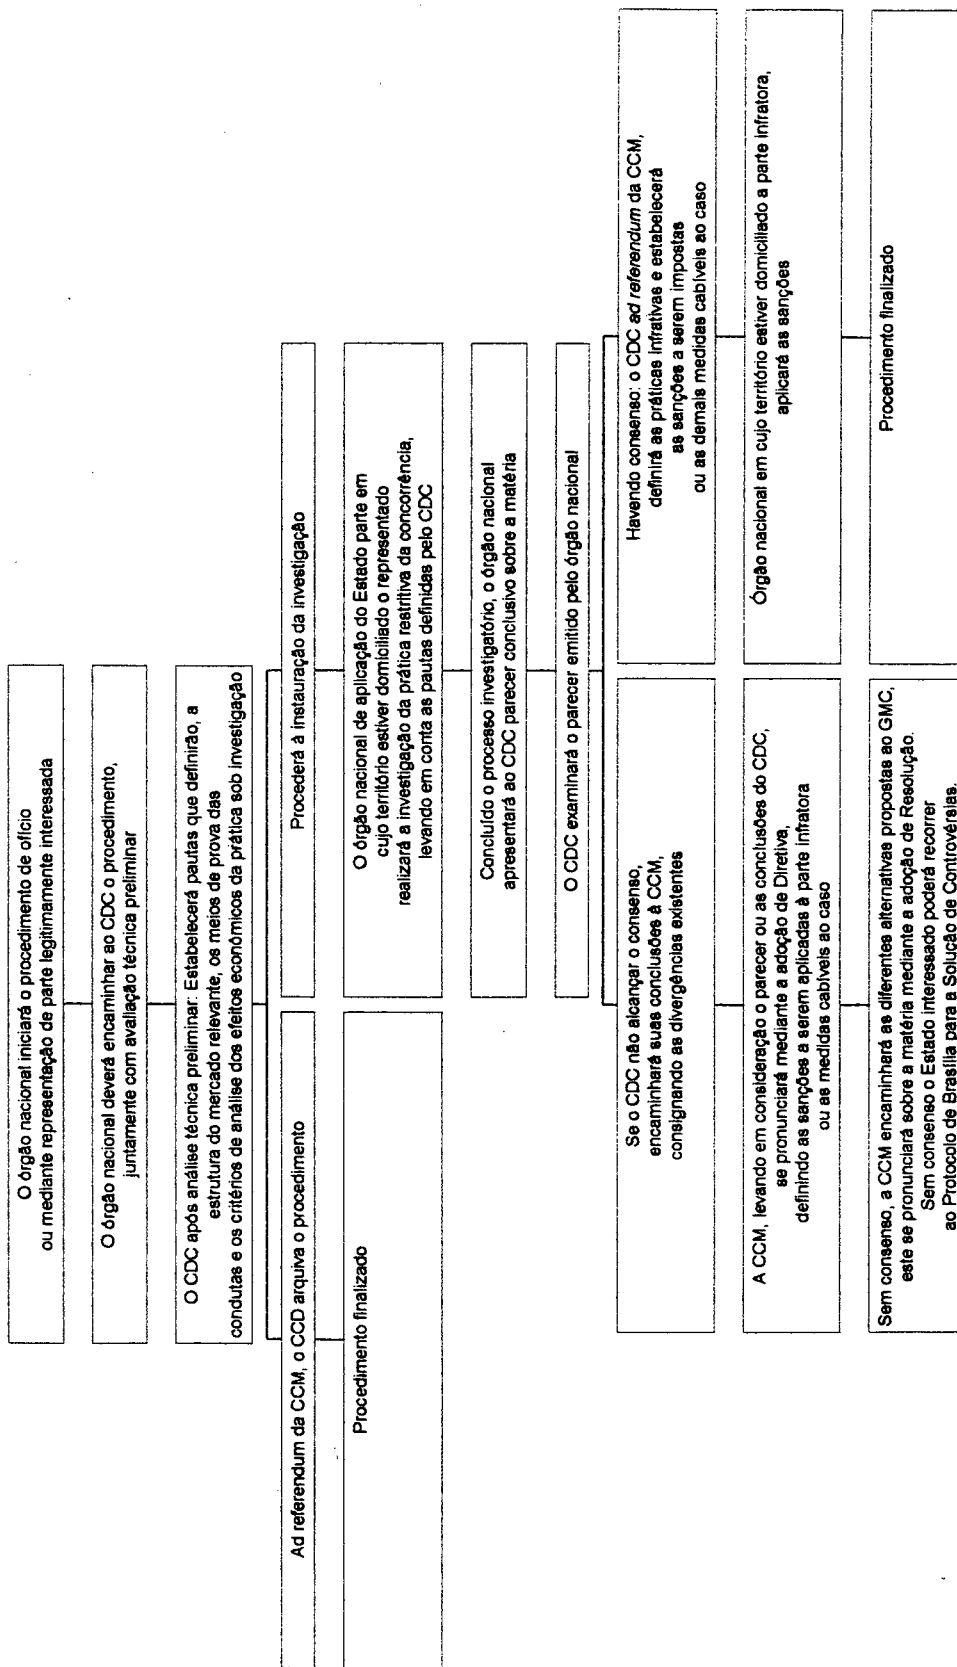 O órgão nacional iniciará o procedimento de ofício
ou mediante representação de parte legitimamente interessada
O órgão nacional deverá encaminhar ao CDC o procedimento,
juntamente com avaliação técnica preliminar
O CDC após análise técnica preliminar: Estabelecerá pautas que definirão, a
estrutura do mercado relevante, os meios de prova das
condutas e os critérios de análise dos efeitos econômicos da prática sob investigação
Ad referendum da CCM, o CCD arquiva o procedimento
Procedimento finalizado
Procederá à instauração da investigação
O órgão nacional de aplicação do Estado parte em
cujo território estiver domiciliado o representado
realizará a investigação da prática restritiva da concorrência,
levando em conta as pautas definidas pelo CDC
Concluído o processo investigatório, o órgão nacional
apresentará ao CDC parecer conclusivo sobre a matéria
O CDC examinará o parecer emitido pelo órgão nacional
Se o CDC não alcançar o consenso,
encaminhará suas conclusões à CCM,
consignando as divergências existentes
A CCM, levando em consideração o parecer ou as conclusões do CDC,
se pronunciará mediante a adoção de Diretiva,
definindo as sanções a serem aplicadas à parte infratora
ou as medidas cabíveis ao caso
Sem consenso, a CCM encaminhará as diferentes alternativas propostas ao GMC,
este se pronunciará sobre a matéria mediante a adoção de Resolução.
Sem consenso o Estado interessado poderá recorrer
ao Protocolo de Brasília para a Solução de Controvérsias.
Havendo consenso: o CDC ad referendum da CCM,
definirá as práticas infrativas e estabelecerá
as sanções a serem impostas
ou as demais medidas cabíveis ao caso
Órgão nacional em cujo território estiver domiciliado a parte infratora,
aplicará as sanções
Procedimento finalizado